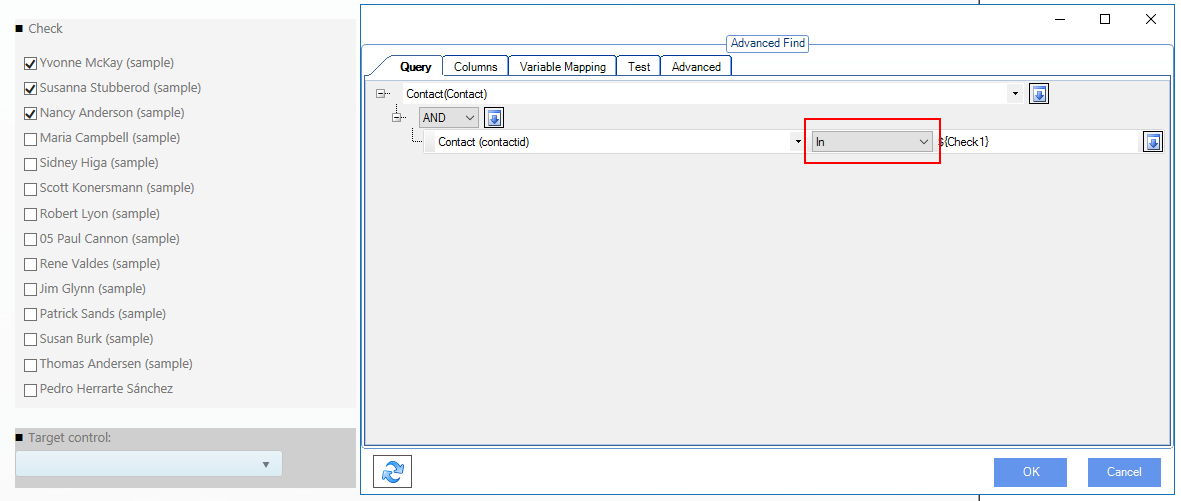 Check
Yvonne McKay (sample)
Susanna Stubberod (sample)
Nancy Anderson (sample)
Maria Campbell (sample)
Sidney Higa (sample)
Scott Konersmann (sample)
Robert Lyon (sample)
05 Paul Cannon (sample)
Rene Valdes (sample)
Jim Glynn (sample)
Patrick Sands (sample)
Susan Burk (sample)
Thomas Andersen (sample)
Pedro Herrarte Sánchez
Target control:
Advanced Find
Query Columns Variable Mapping Test Advanced
Contact(Contact)
AND
Contact (contactid) In ${Check1}
OK Cancel